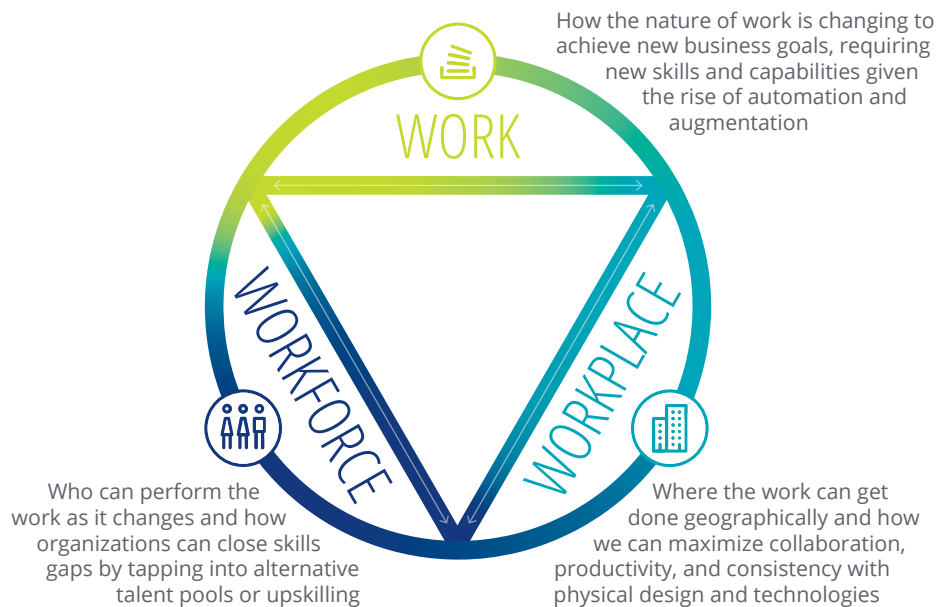 How the nature of work is changing to
achieve new business goals, requiring
new skills and capabilities given
the rise of automation and
augmentation
WORK
WORKFORCE
WORKPLACE
Who can perform the
work as it changes and how
organizations can close skills
gaps by tapping into alternative
talent pools or upskilling
Where the work can get
done geographically and how
we can maximize collaboration,
productivity, and consistency with
physical design and technologies